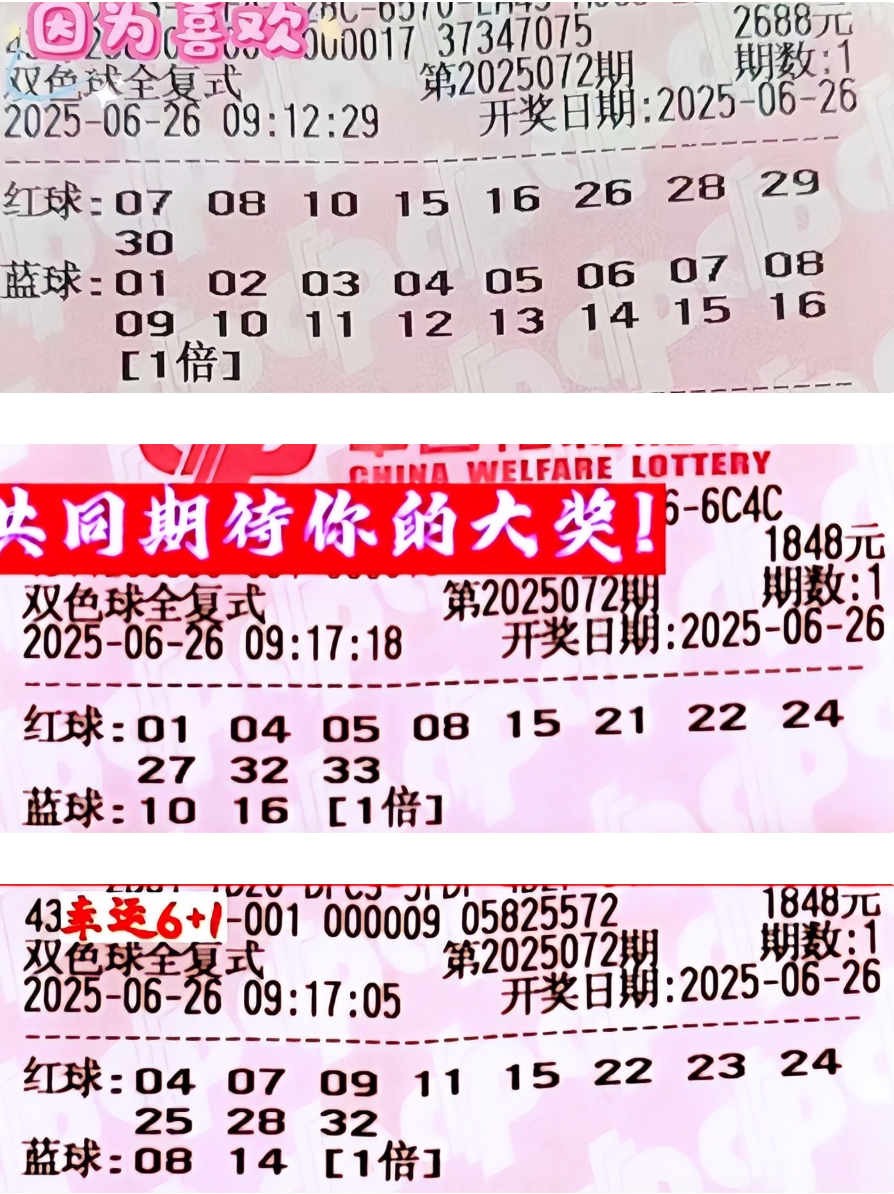 因为喜欢
000017 37347075
2688元
双色球全复式
第2025072期
期数:1
2025-06-26 09:12:29
开奖日期:2025-06-26
红球:07 08 10 15 16 26 28 29
30
蓝球:01 02 03 04 05 06 07 08
09 10 11 12 13 14 15 16
[1倍]
CHINA WELFARE LOTTERY
共同期待你的大奖!
6-6C4C
1848元
双色球全复式
第2025072期
期数:1
2025-06-26 09:17:18
开奖日期:2025-06-26
红球:01 04 05 08 15 21 22 24
27 32 33
蓝球:10 16 [1倍]
43
幸运6+1
-001 000009 05825572
1848元
双色球全复式
第2025072期
期数:1
2025-06-26 09:17:05
开奖日期:2025-06-26
红球:04 07 09 11 15 22 23 24
25 28 32
蓝球:08 14 [1倍]